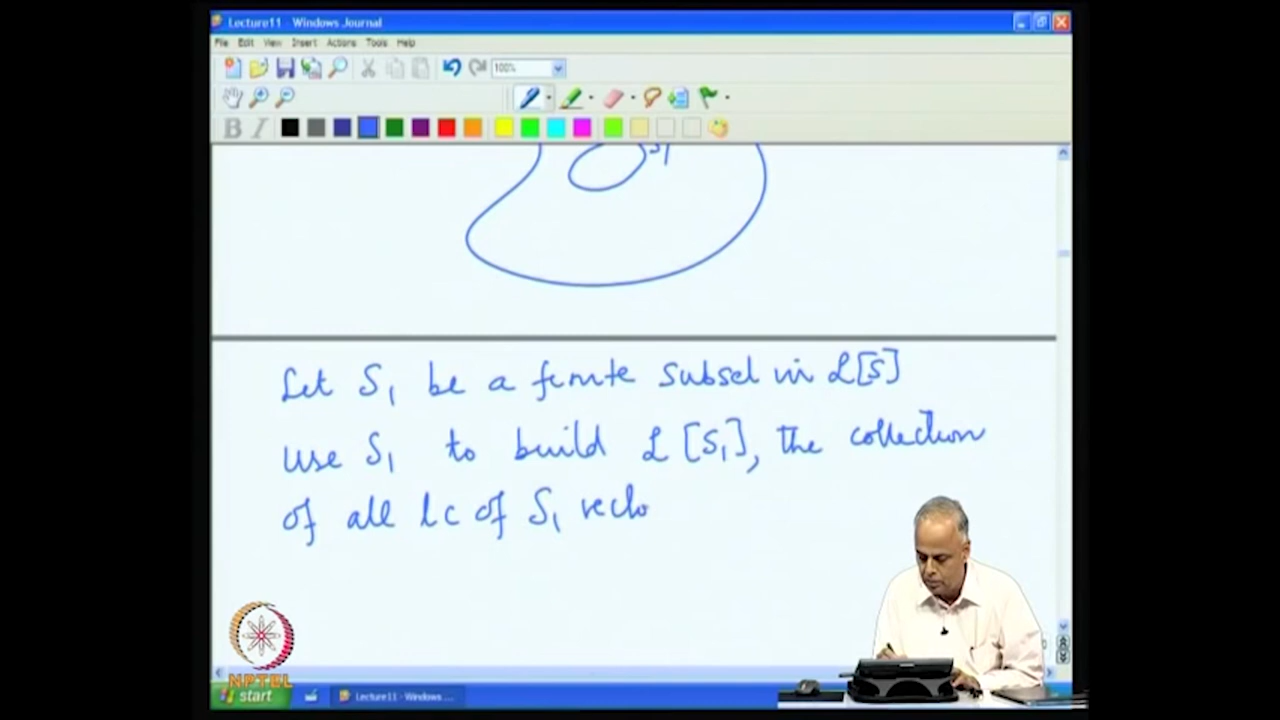 Lecture11 - Windows Journal
File Edit View Insert Actions Tools Help
100%
B I
S1
Let S1 be a finite subset in L[S]
use S1 to build L[S1], the collection
of all lc of S1 vecto
NPTEL
start Lecture11 - Windows ...